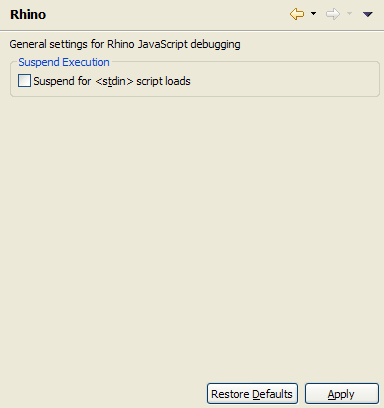 Rhino
General settings for Rhino JavaScript debugging
Suspend Execution
Suspend for <stdin> script loads
Restore Defaults Apply